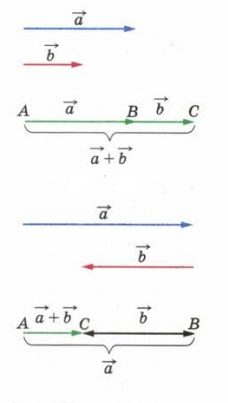 a⃗
b⃗
A a⃗ B b⃗ C
a⃗ + b⃗
a⃗
b⃗
A a⃗ + b⃗ C b⃗ B
a⃗